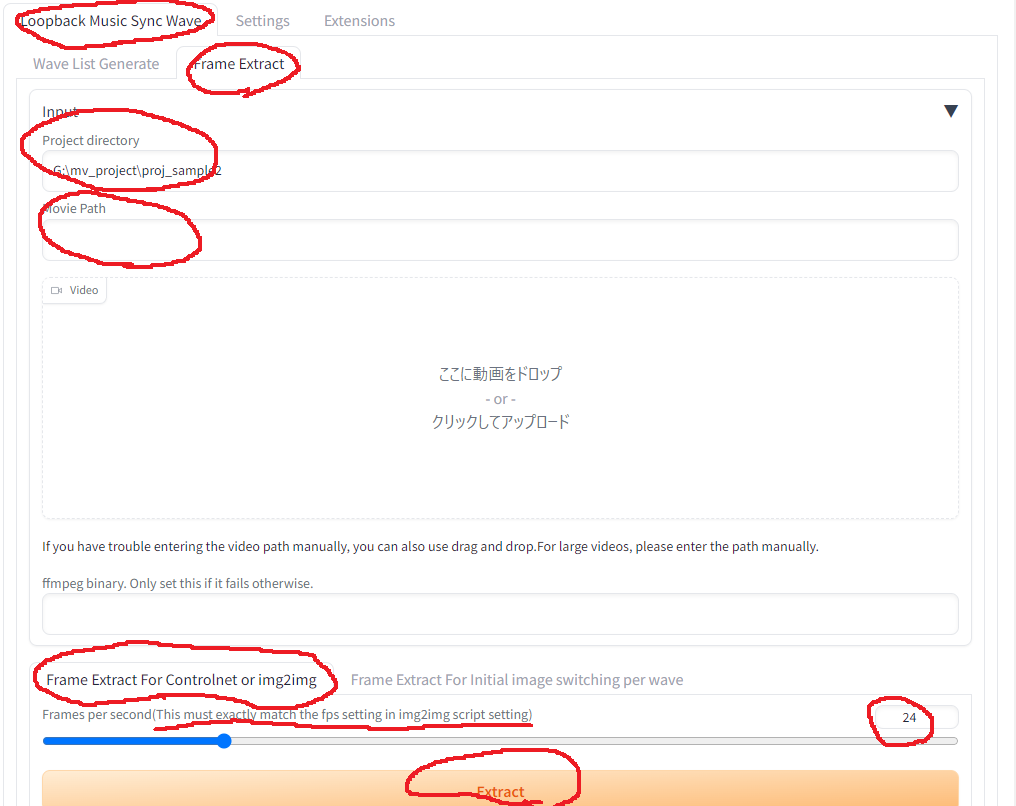 Loopback Music Sync Wave Settings Extensions
Wave List Generate Frame Extract
Input ▼
Project directory
G:\mv_project\proj_sample2
Movie Path
Video
ここに動画をドロップ
- or -
クリックしてアップロード
If you have trouble entering the video path manually, you can also use drag and drop.For large videos, please enter the path manually.
ffmpeg binary. Only set this if it fails otherwise.
Frame Extract For Controlnet or img2img Frame Extract For Initial image switching per wave
Frames per second(This must exactly match the fps setting in img2img script setting) 24
Extract